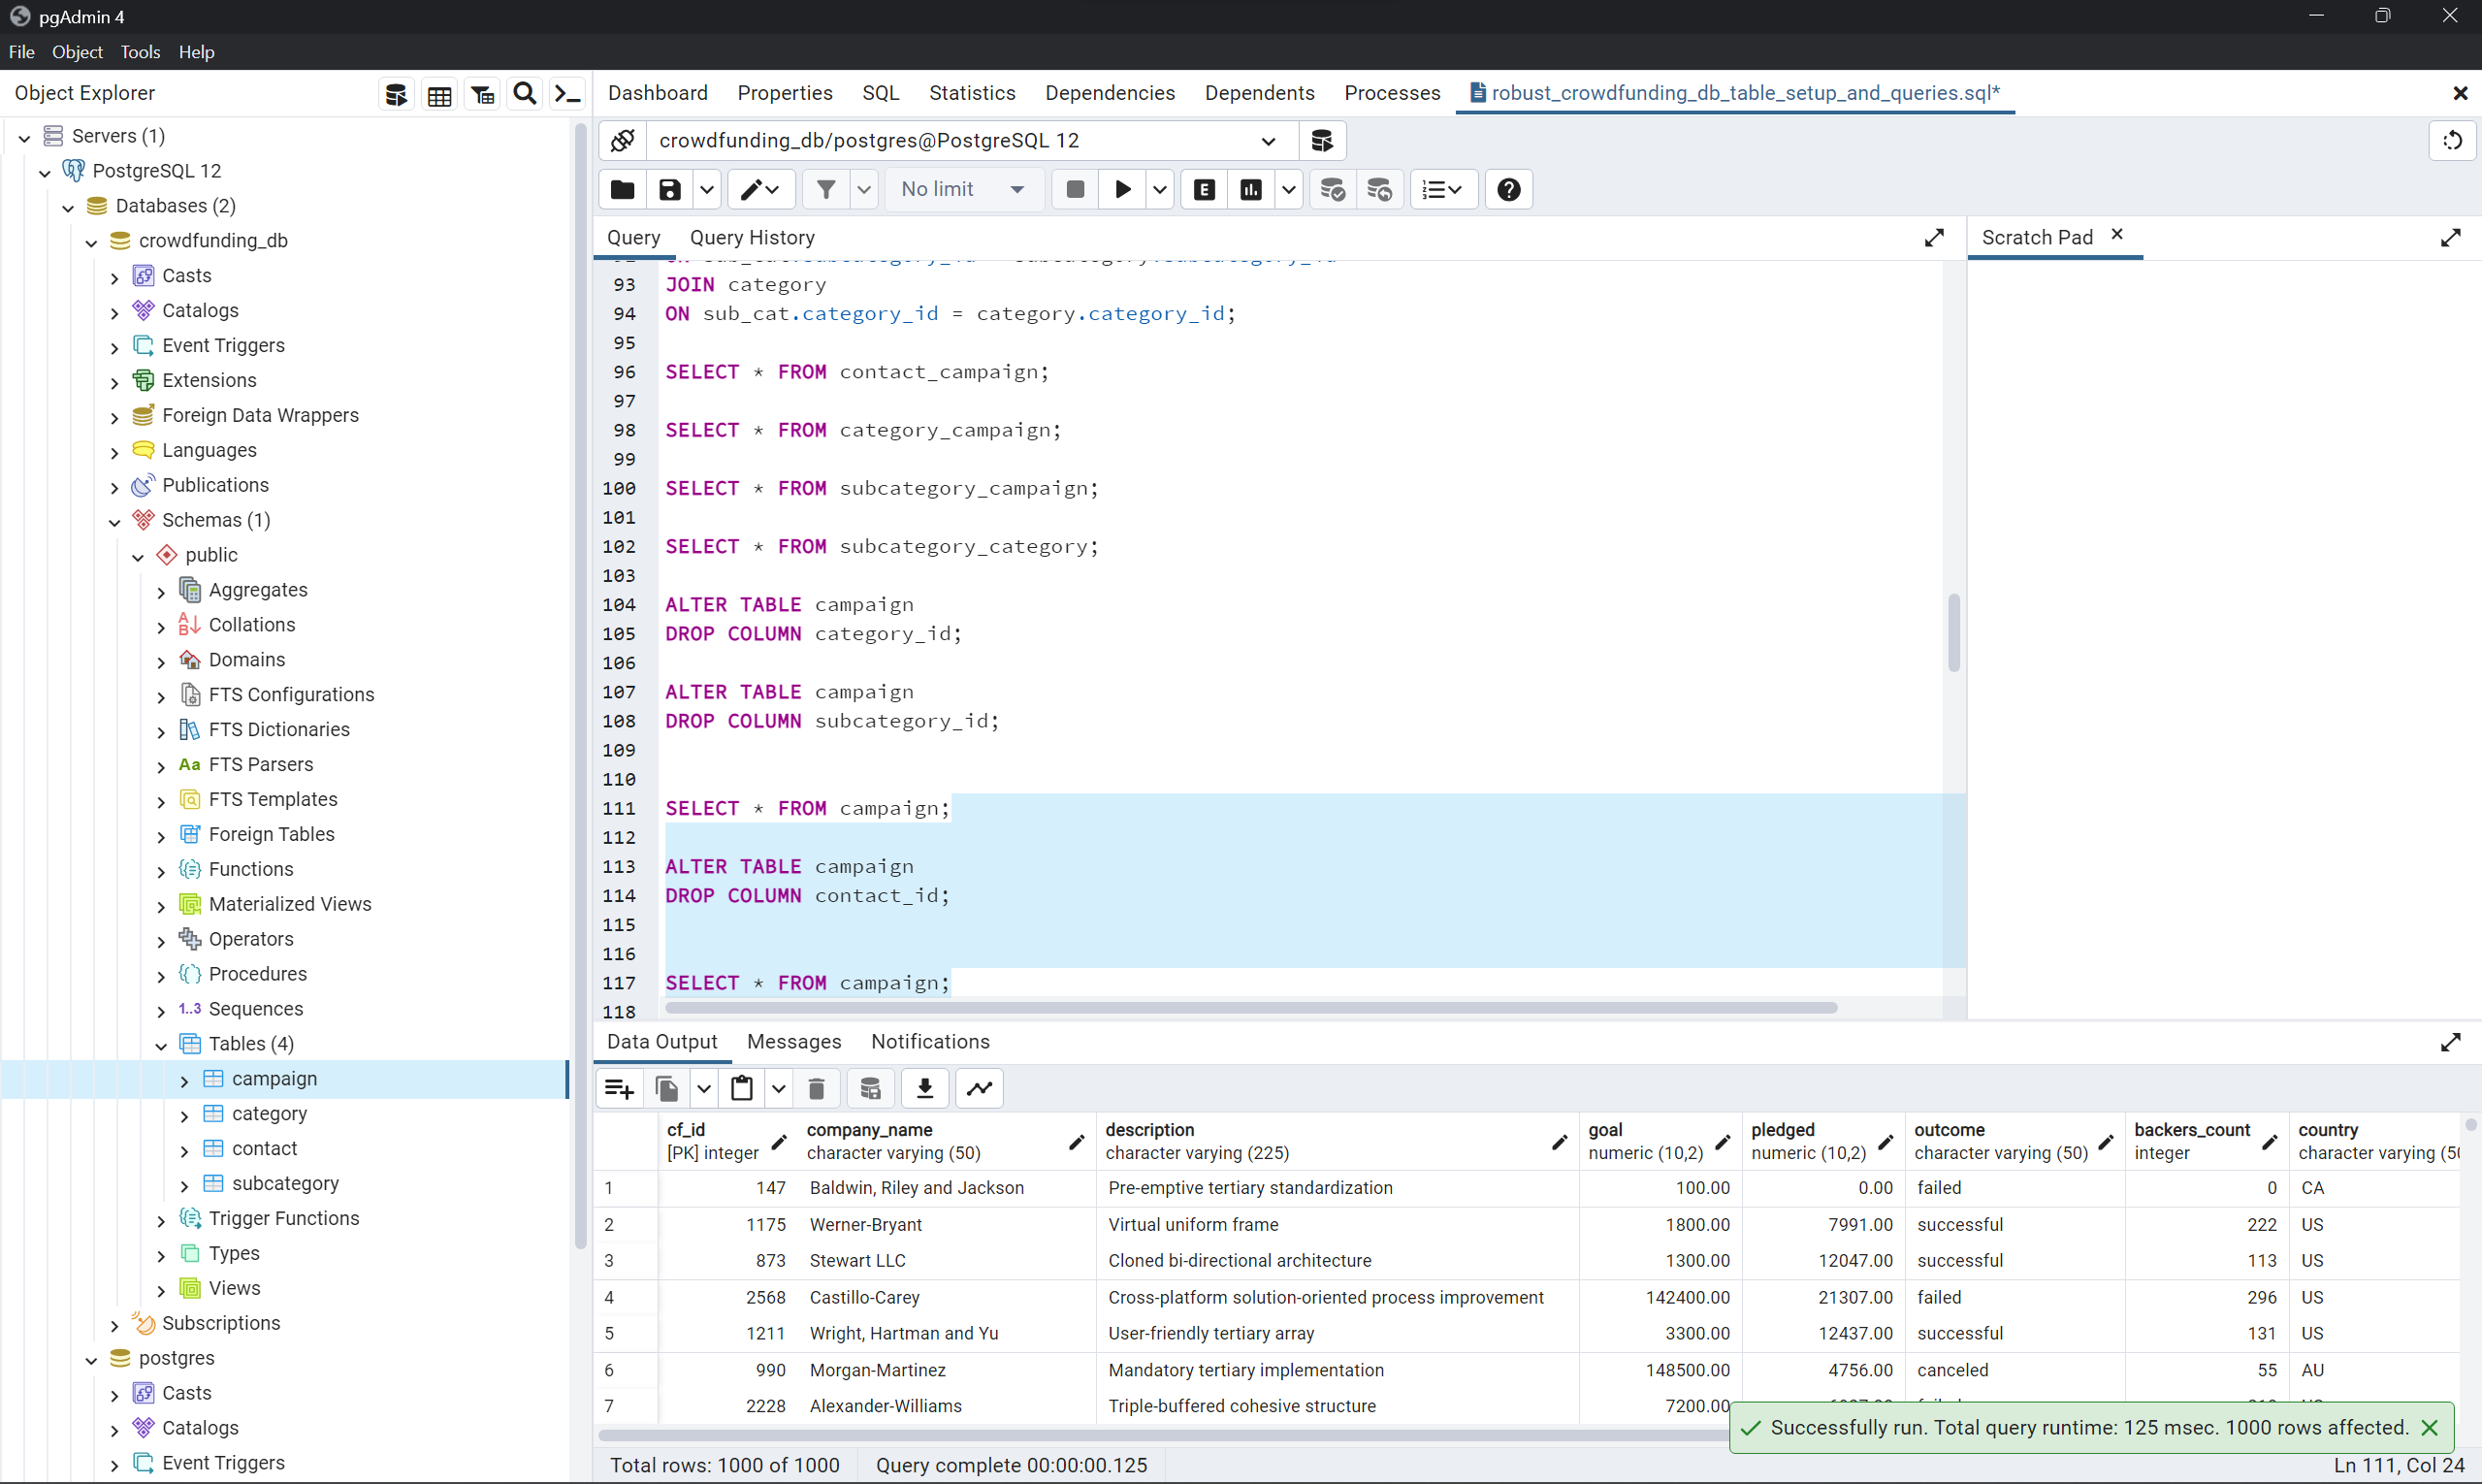 pgAdmin 4
File Object Tools Help
Object Explorer
Servers (1)
PostgreSQL 12
Databases (2)
crowdfunding_db
Casts
Catalogs
Event Triggers
Extensions
Foreign Data Wrappers
Languages
Publications
Schemas (1)
public
Aggregates
Collations
Domains
FTS Configurations
FTS Dictionaries
Aa FTS Parsers
FTS Templates
Foreign Tables
Functions
Materialized Views
Operators
Procedures
1..3 Sequences
Tables (4)
campaign
category
contact
subcategory
Trigger Functions
Types
Views
Subscriptions
postgres
Casts
Catalogs
Event Triggers
Dashboard Properties SQL Statistics Dependencies Dependents Processes robust_crowdfunding_db_table_setup_and_queries.sql*
crowdfunding_db/postgres@PostgreSQL 12
No limit E
Query Query History
Scratch Pad
93 JOIN category
94 ON sub_cat.category_id = category.category_id;
95
96 SELECT * FROM contact_campaign;
97
98 SELECT * FROM category_campaign;
99
100 SELECT * FROM subcategory_campaign;
101
102 SELECT * FROM subcategory_category;
103
104 ALTER TABLE campaign
105 DROP COLUMN category_id;
106
107 ALTER TABLE campaign
108 DROP COLUMN subcategory_id;
109
110
111 SELECT * FROM campaign;
112
113 ALTER TABLE campaign
114 DROP COLUMN contact_id;
115
116
117 SELECT * FROM campaign;
118
Data Output Messages Notifications
cf_id company_name description goal pledged outcome backers_count country
[PK] integer character varying (50) character varying (225) numeric (10,2) numeric (10,2) character varying (50) integer character varying (50
1 147 Baldwin, Riley and Jackson Pre-emptive tertiary standardization 100.00 0.00 failed 0 CA
2 1175 Werner-Bryant Virtual uniform frame 1800.00 7991.00 successful 222 US
3 873 Stewart LLC Cloned bi-directional architecture 1300.00 12047.00 successful 113 US
4 2568 Castillo-Carey Cross-platform solution-oriented process improvement 142400.00 21307.00 failed 296 US
5 1211 Wright, Hartman and Yu User-friendly tertiary array 3300.00 12437.00 successful 131 US
6 990 Morgan-Martinez Mandatory tertiary implementation 148500.00 4756.00 canceled 55 AU
7 2228 Alexander-Williams Triple-buffered cohesive structure 7200.00
Successfully run. Total query runtime: 125 msec. 1000 rows affected.
Total rows: 1000 of 1000 Query complete 00:00:00.125 Ln 111, Col 24